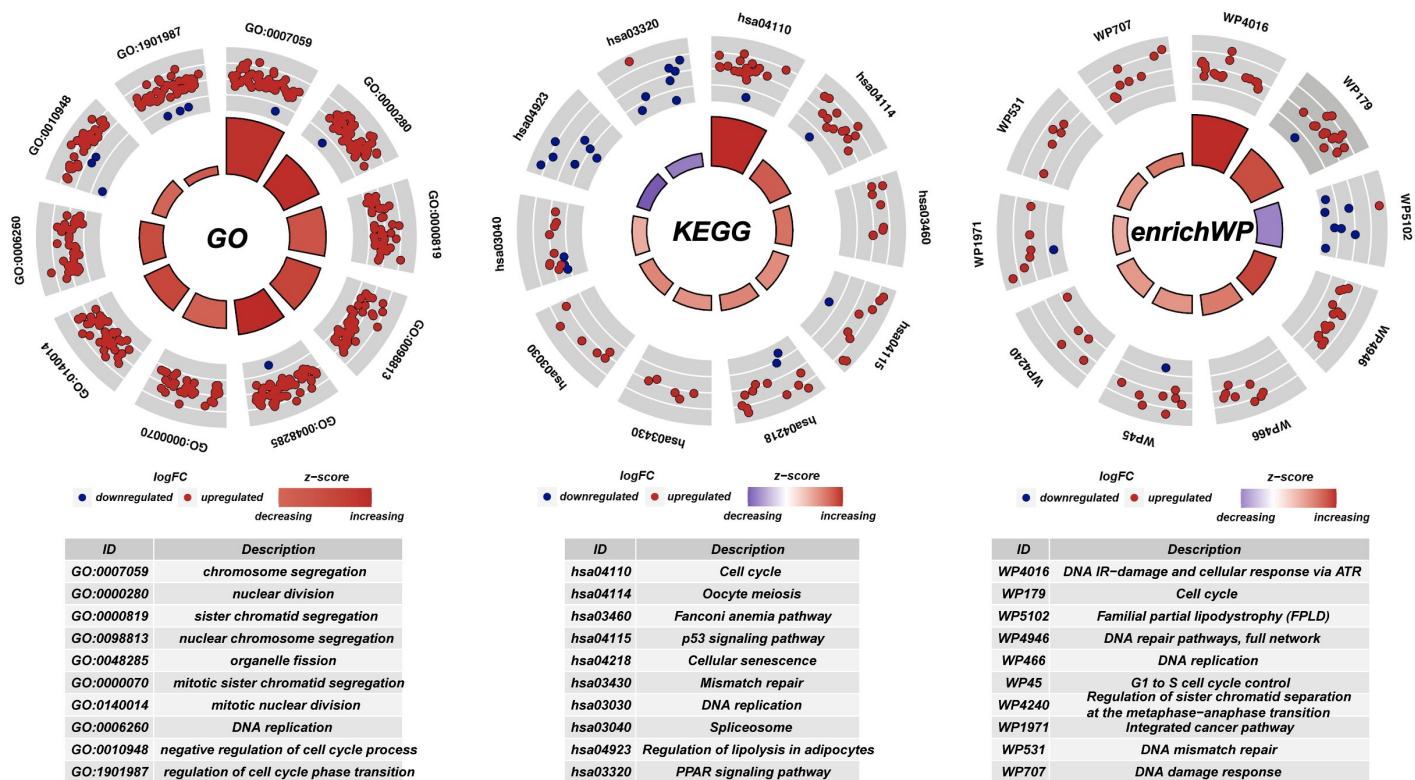 GO:1901987
GO:0007059
GO:0010948
GO:0000280
GO:0006260
GO:0000819
GO
GO:0140014
GO:0098813
GO:0000070
GO:0048285
hsa03320
hsa04110
hsa04923
hsa04114
hsa03040
hsa03460
KEGG
hsa03030
hsa04115
hsa03430
hsa04218
WP707
WP4016
WP531
WP179
WP1971
WP5102
enrichWP
WP4240
WP4946
WP45
WP466
logFC
downregulated
upregulated
z−score
decreasing increasing
logFC
downregulated
upregulated
z−score
decreasing increasing
logFC
downregulated
upregulated
z−score
decreasing increasing
ID Description
GO:0007059 chromosome segregation
GO:0000280 nuclear division
GO:0000819 sister chromatid segregation
GO:0098813 nuclear chromosome segregation
GO:0048285 organelle fission
GO:0000070 mitotic sister chromatid segregation
GO:0140014 mitotic nuclear division
GO:0006260 DNA replication
GO:0010948 negative regulation of cell cycle process
GO:1901987 regulation of cell cycle phase transition
ID Description
hsa04110 Cell cycle
hsa04114 Oocyte meiosis
hsa03460 Fanconi anemia pathway
hsa04115 p53 signaling pathway
hsa04218 Cellular senescence
hsa03430 Mismatch repair
hsa03030 DNA replication
hsa03040 Spliceosome
hsa04923 Regulation of lipolysis in adipocytes
hsa03320 PPAR signaling pathway
ID Description
WP4016 DNA IR−damage and cellular response via ATR
WP179 Cell cycle
WP5102 Familial partial lipodystrophy (FPLD)
WP4946 DNA repair pathways, full network
WP466 DNA replication
WP45 G1 to S cell cycle control
WP4240 Regulation of sister chromatid separation
at the metaphase−anaphase transition
WP1971 Integrated cancer pathway
WP531 DNA mismatch repair
WP707 DNA damage response